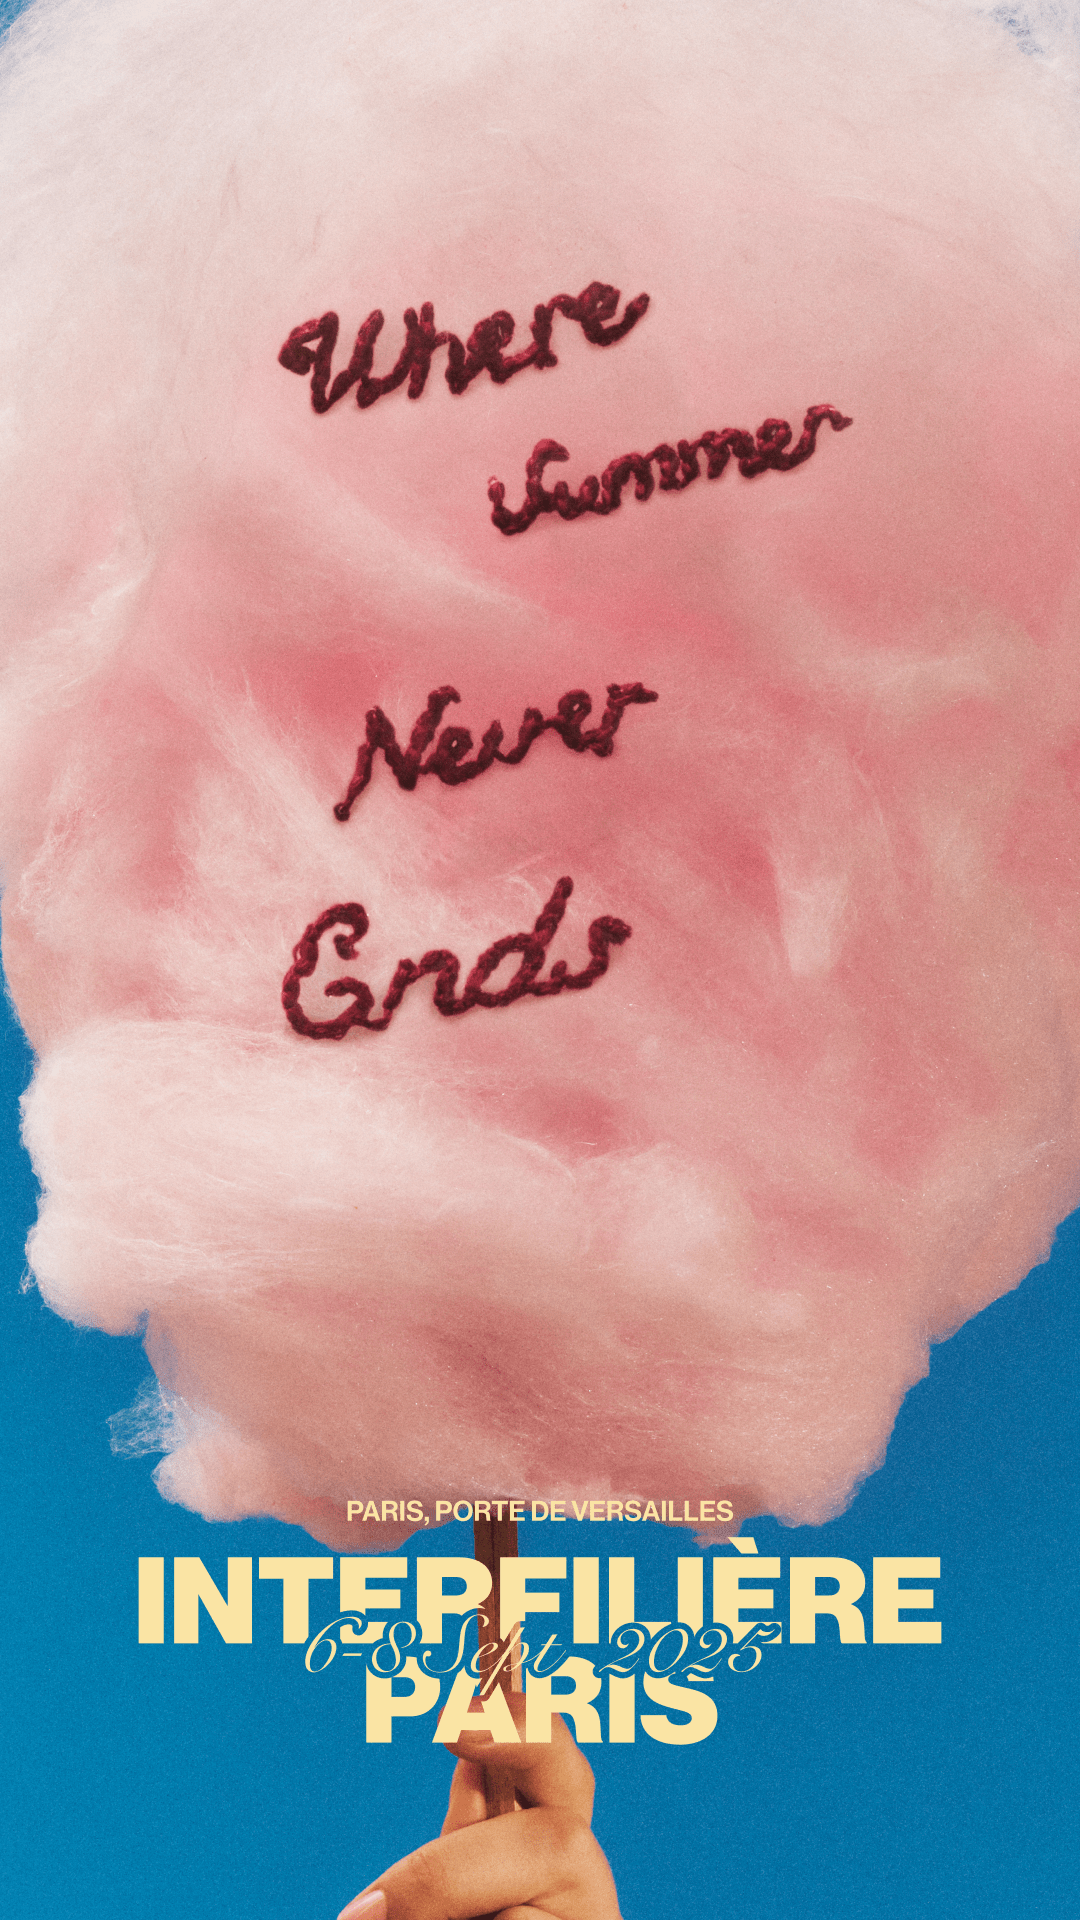 Where
Summer
Never
Ends
PARIS, PORTE DE VERSAILLES
INTERFILIÈRE
6-8 Sept 2025
PARIS